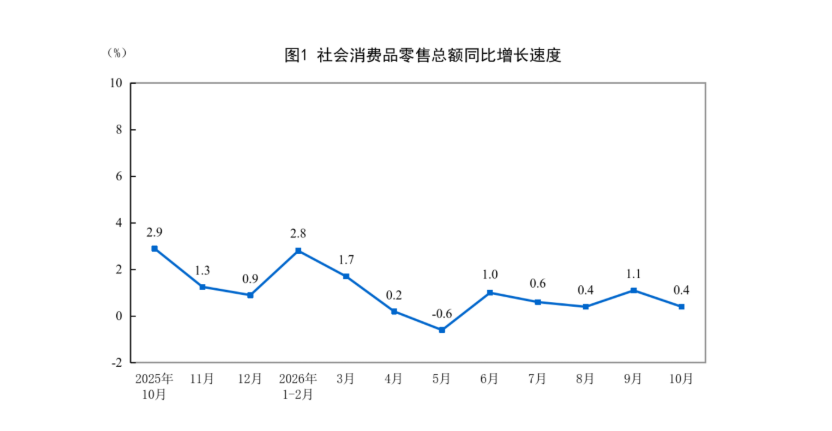 (%)
图1 社会消费品零售总额同比增长速度
10
8
6
4
2
0
-2
2.9
1.3
0.9
2.8
1.7
0.2
-0.6
1.0
0.6
0.4
1.1
0.4
2025年
10月
11月
12月
2026年
1-2月
3月
4月
5月
6月
7月
8月
9月
10月